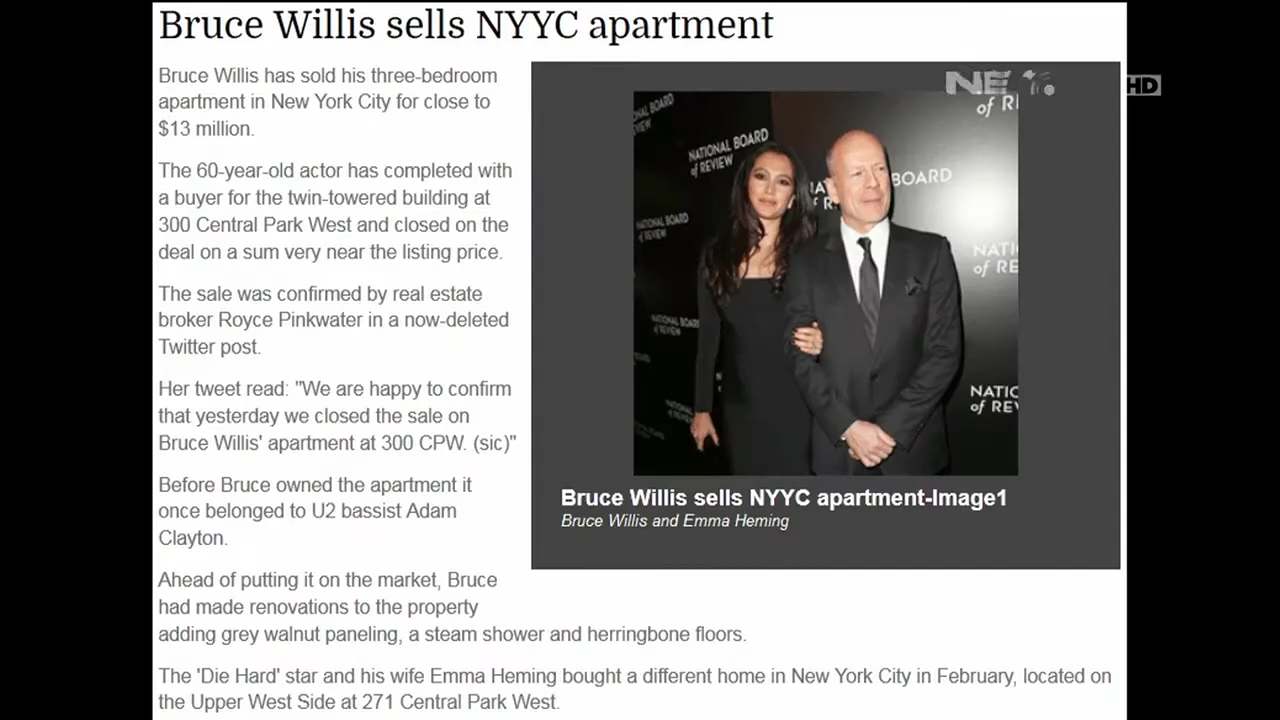 Bruce Willis sells NYYC apartment
Bruce Willis has sold his three-bedroom
apartment in New York City for close to
$13 million.
The 60-year-old actor has completed with
a buyer for the twin-towered building at
300 Central Park West and closed on the
deal on a sum very near the listing price.
The sale was confirmed by real estate
broker Royce Pinkwater in a now-deleted
Twitter post.
Her tweet read: "We are happy to confirm
that yesterday we closed the sale on
Bruce Willis' apartment at 300 CPW. (sic)"
Before Bruce owned the apartment it
once belonged to U2 bassist Adam
Clayton.
Ahead of putting it on the market, Bruce
had made renovations to the property
adding grey walnut paneling, a steam shower and herringbone floors.
The 'Die Hard' star and his wife Emma Heming bought a different home in New York City in February, located on
the Upper West Side at 271 Central Park West.
HD
NATIONAL BOARD
of REVIEW
BOARD
NATIONAL BOARD
of REVIEW
Bruce Willis sells NYYC apartment-Image1
Bruce Willis and Emma Heming